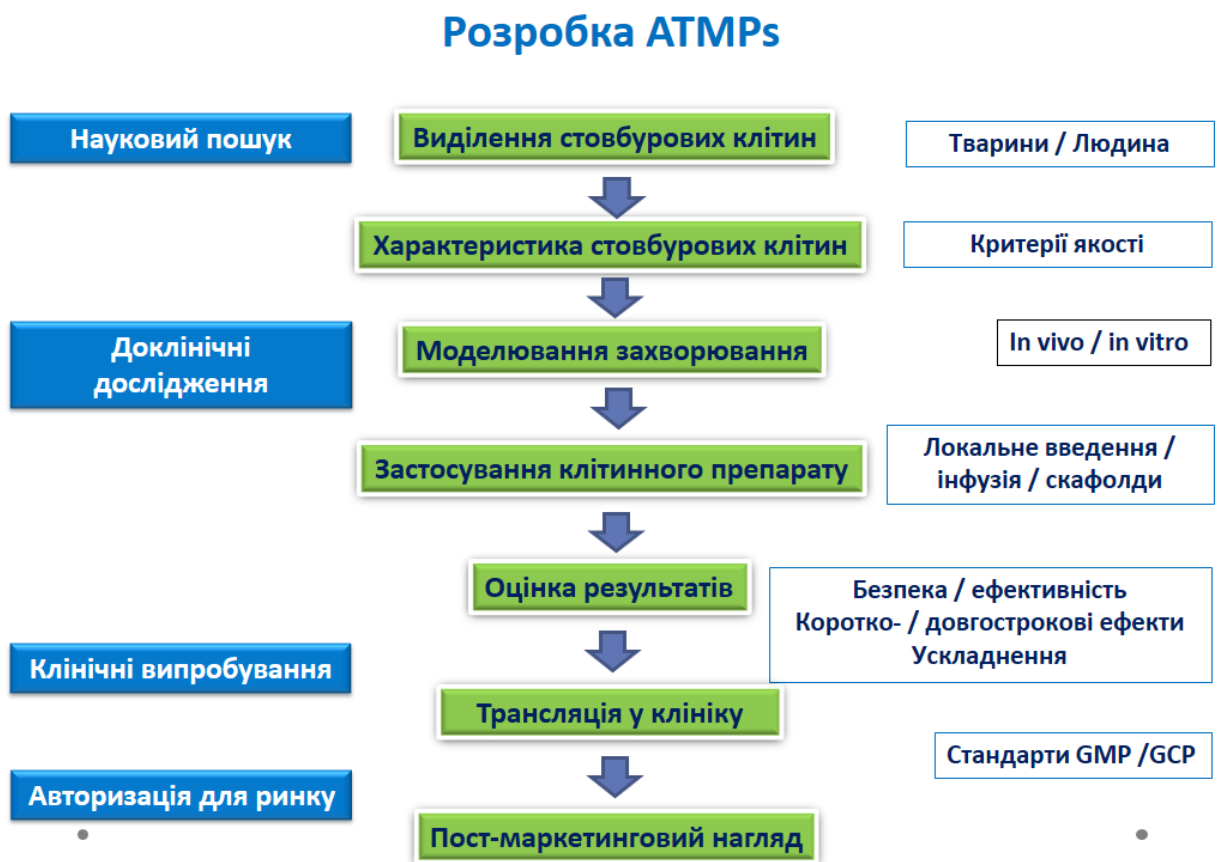 Розробка ATMPs
Науковий пошук
Виділення стовбурових клітин
Тварини / Людина
Характеристика стовбурових клітин
Критерії якості
Доклінічні
дослідження
Моделювання захворювання
In vivo / in vitro
Застосування клітинного препарату
Локальне введення /
інфузія / скафолди
Оцінка результатів
Безпека / ефективність
Коротко- / довгострокові ефекти
Ускладнення
Клінічні випробування
Трансляція у клініку
Стандарти GMP /GCP
Авторизація для ринку
Пост-маркетинговий нагляд